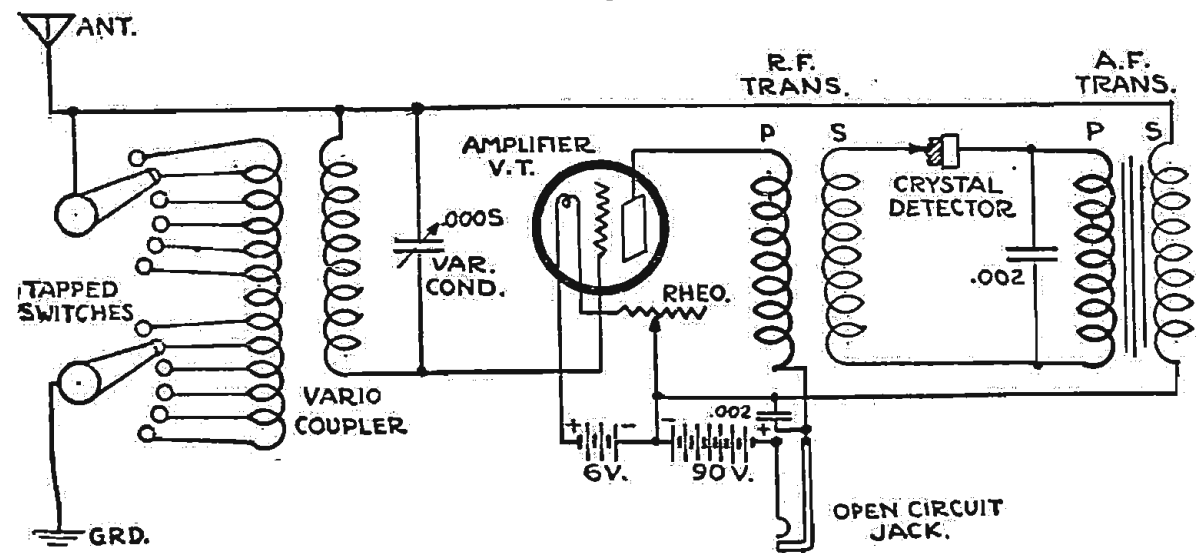 ANT.
R.F.
TRANS.
A.F.
TRANS.
P
S
P
S
AMPLIFIER
V.T.
CRYSTAL
DETECTOR
.0005
VAR.
COND.
.002
TAPPED
SWITCHES
RHEO.
VARIO
COUPLER
.002
+
-
-
+
6V.
90V.
OPEN CIRCUIT
JACK.
GRD.